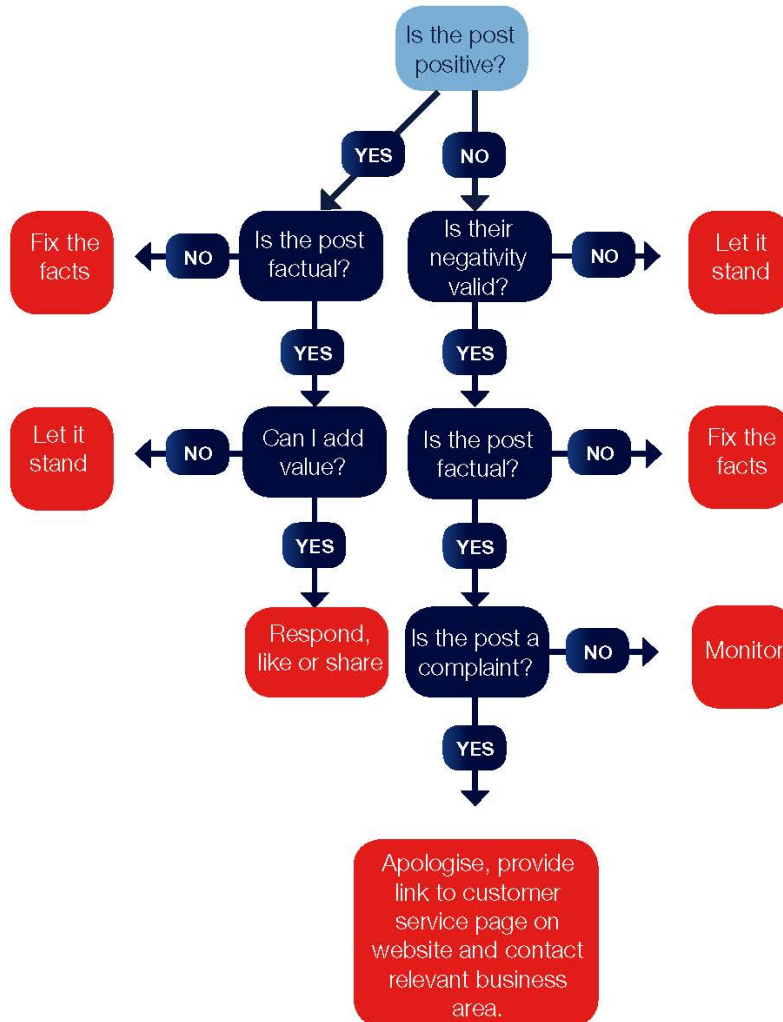 Is the post
positive?
YES
NO
Fix the
facts
NO
Is the post
factual?
Is their
negativity
valid?
NO
Let it
stand
YES
YES
Let it
stand
NO
Can I add
value?
Is the post
factual?
NO
Fix the
facts
YES
YES
Respond,
like or share
Is the post a
complaint?
NO
Monitor
YES
Apologise, provide
link to customer
service page on
website and contact
relevant business
area.